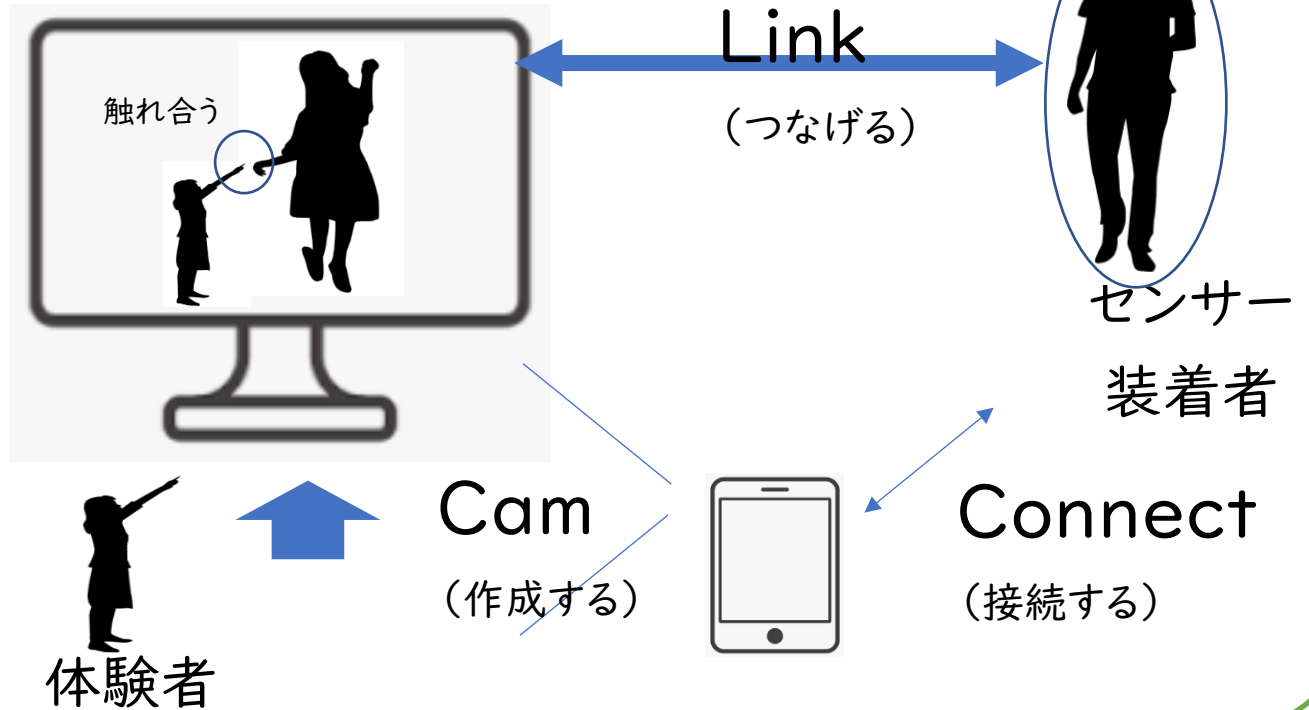 Link
(つなげる)
触れ合う
センサー
装着者
Cam
(作成する)
Connect
(接続する)
体験者